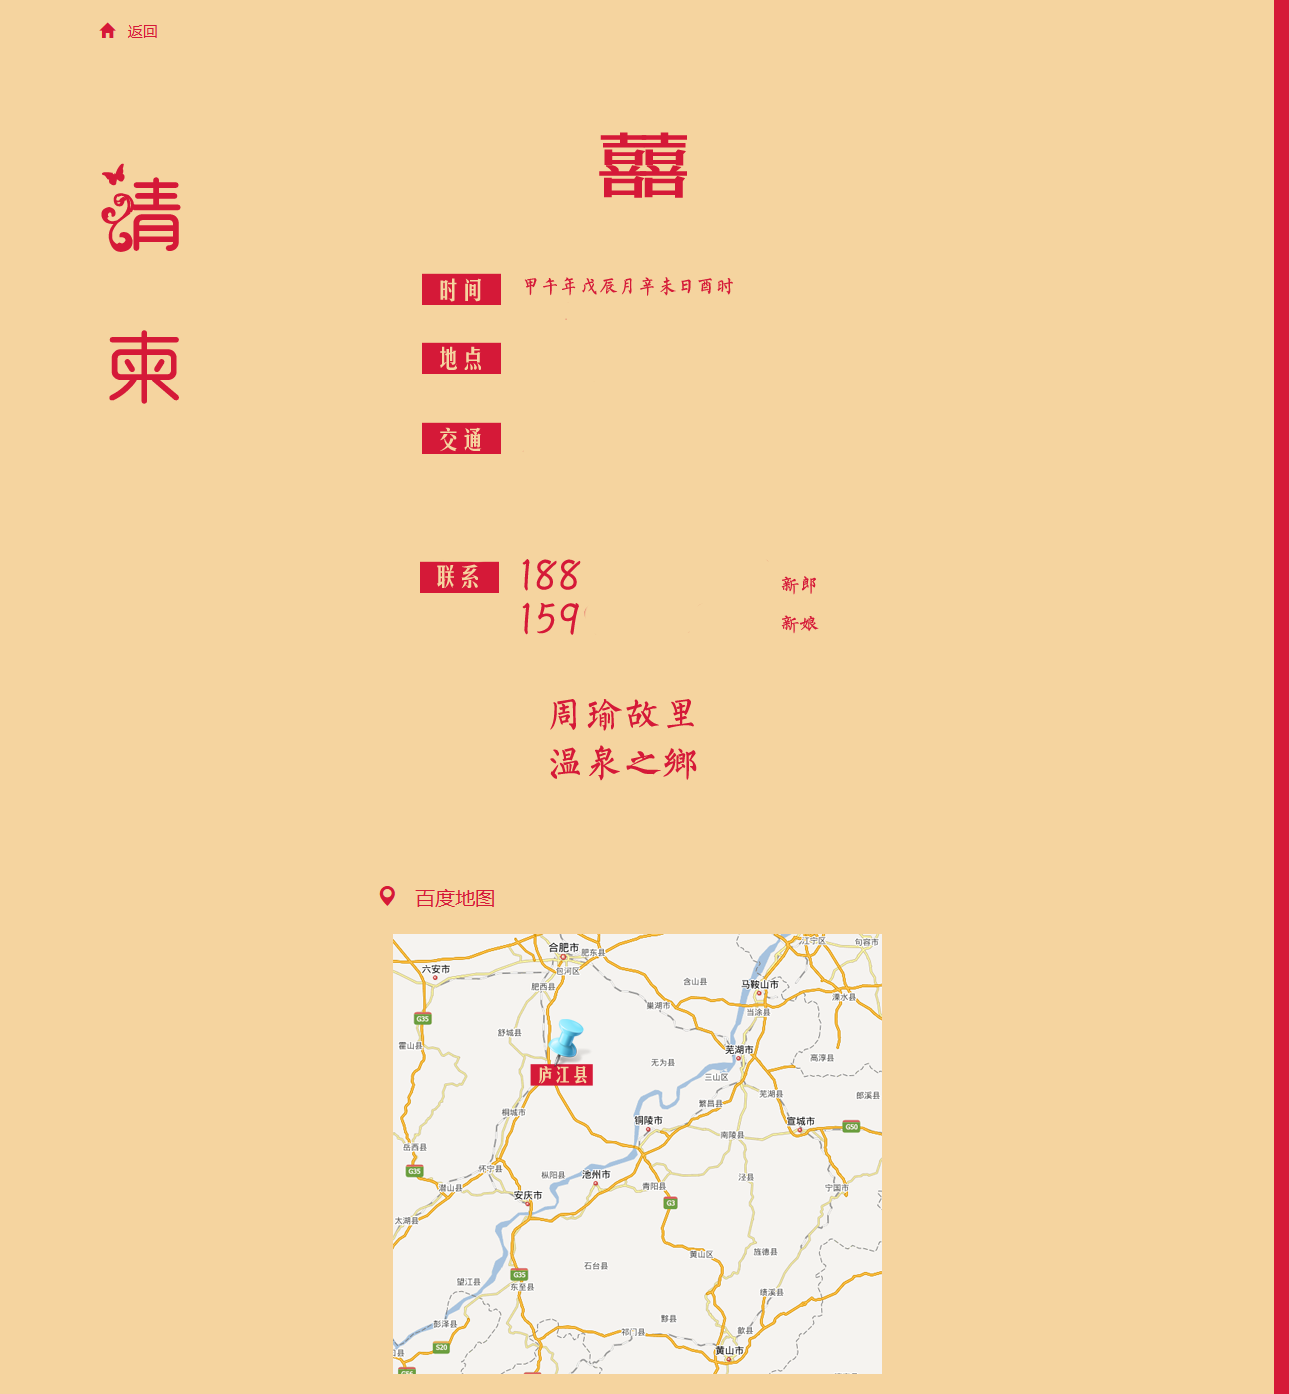 返回
囍
请
柬
时间 甲午年戊辰月辛未日酉时
地点
交通
联系 188 新郎
159 新娘
周瑜故里
温泉之鄉
百度地图
合肥市 肥东县 江宁区 句容市
六安市 包河区
肥西县 含山县 马鞍山市
巢湖市 溧水县
G35 当涂县
舒城县
霍山县 芜湖市 高淳县
无为县
庐江县 三山区
芜湖县 郎溪县
桐城市 繁昌县
铜陵市 宣城市 G50
南陵县
岳西县
G35 怀宁县 枞阳县 池州市 泾县
潜山县 青阳县 宁国市
安庆市 G3
太湖县
黄山区 旌德县
石台县
G35
望江县 东至县 绩溪县
彭泽县 黟县
祁门县 歙县
S20
口县 黄山市